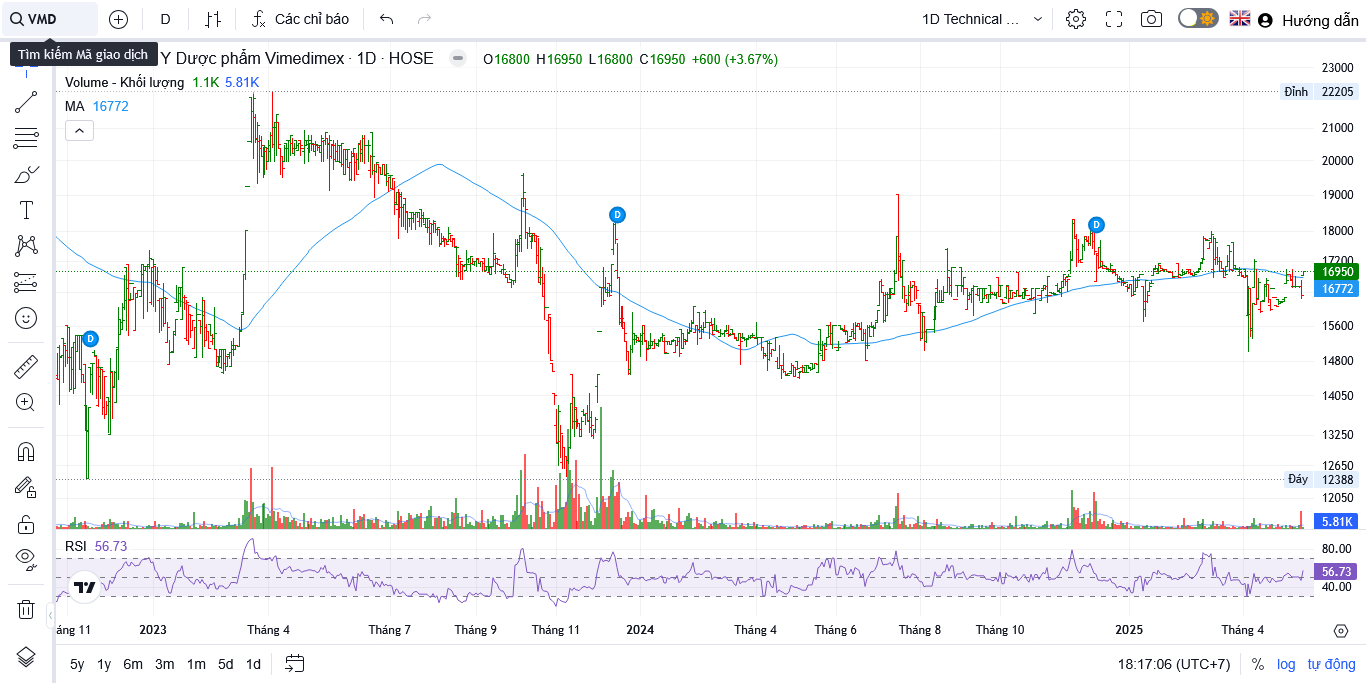 VMD
D
Các chỉ báo
1D Technical ...
Hướng dẫn
Tìm kiếm Mã giao dịch
Y Dược phẩm Vimedimex · 1D · HOSE
O16800 H16950 L16800 C16950 +600 (+3.67%)
Volume - Khối lượng 1.1K 5.81K
MA 16772
23000
Đỉnh 22205
21000
20000
19000
18000
17200
16950
16772
15600
14800
14050
13250
12650
Đáy 12388
12050
5.81K
D
D
D
RSI 56.73
80.00
56.73
40.00
áng 11 2023 Tháng 4 Tháng 7 Tháng 9 Tháng 11 2024 Tháng 4 Tháng 6 Tháng 8 Tháng 10 2025 Tháng 4
5y 1y 6m 3m 1m 5d 1d
18:17:06 (UTC+7) % log tự động